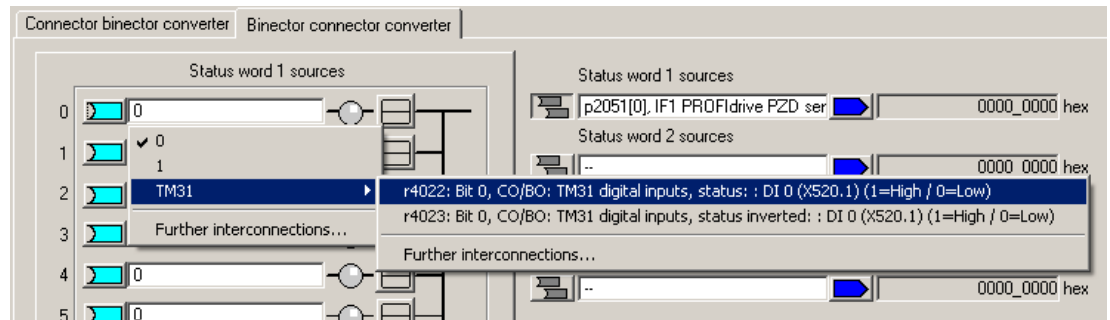 Connector binector converter
Binector connector converter
Status word 1 sources
0
0
1
2
3
4
0
5
0
✔ 0
1
TM31
Further interconnections...
Status word 1 sources
p2051[0], IF1 PROFIdrive PZD ser
0000_0000 hex
Status word 2 sources
--
0000 0000 hex
r4022: Bit 0, CO/BO: TM31 digital inputs, status: : DI 0 (X520.1) (1=High / 0=Low)
r4023: Bit 0, CO/BO: TM31 digital inputs, status inverted: : DI 0 (X520.1) (1=High / 0=Low)
Further interconnections...
--
0000_0000 hex